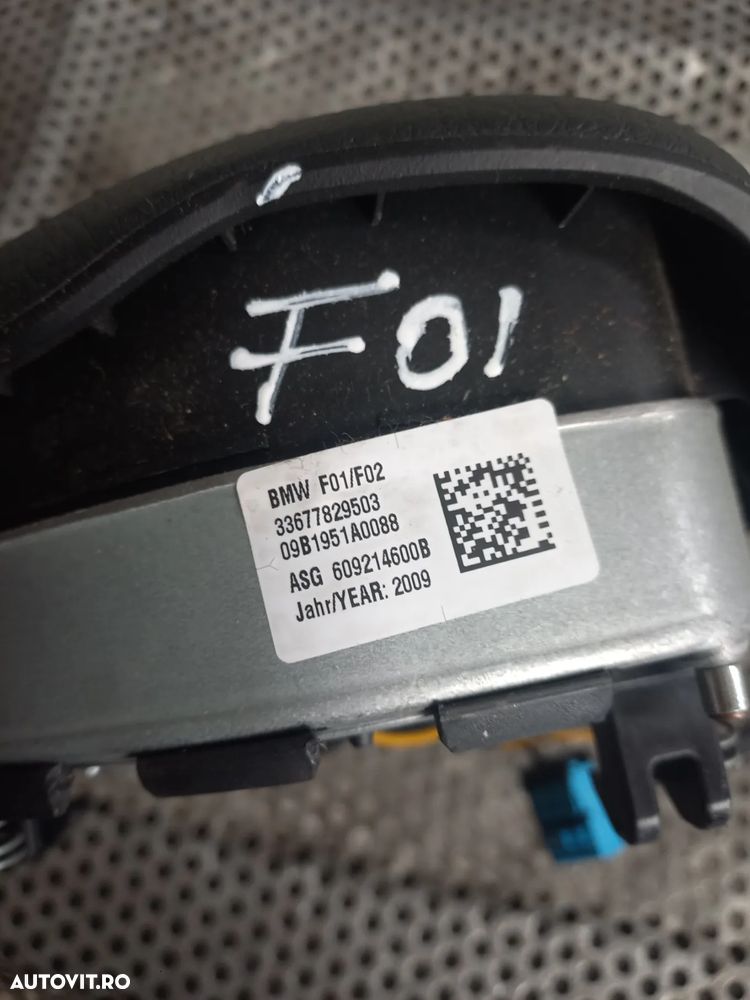 F01
BMW F01/F02
33677829503
09B1951A0088
ASG 609214600B
Jahr/YEAR: 2009
AUTOVIT.RO